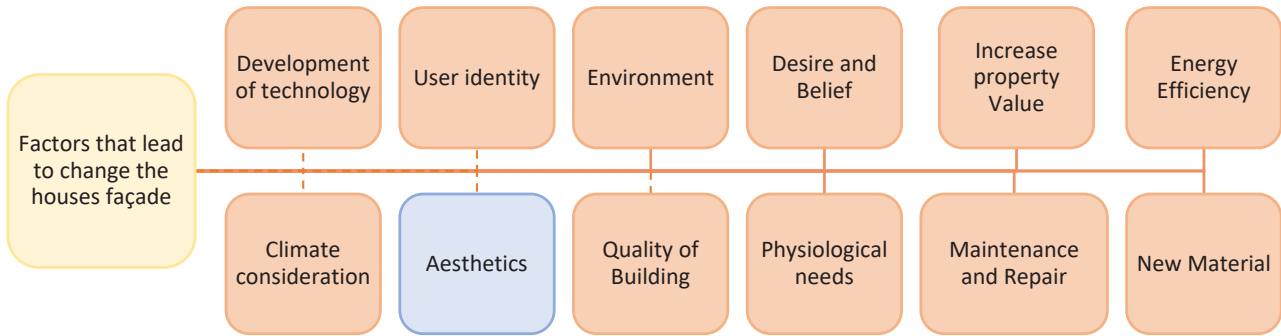 Factors that lead
to change the
houses façade
Development
of technology
User identity
Environment
Desire and
Belief
Increase
property
Value
Energy
Efficiency
Climate
consideration
Aesthetics
Quality of
Building
Physiological
needs
Maintenance
and Repair
New Material